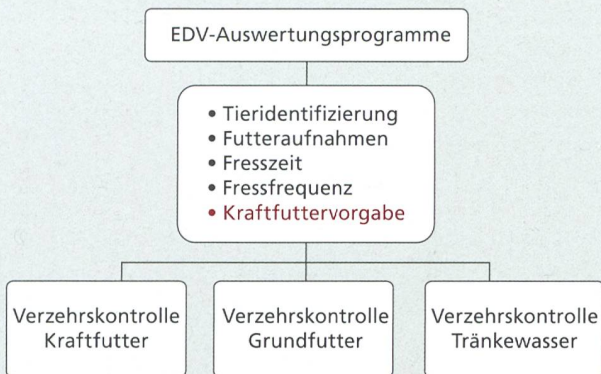 EDV-Auswertungsprogramme
• Tieridentifizierung
• Futteraufnahmen
• Fresszeit
• Fressfrequenz
• Kraftfuttervorgabe
Verzehrskontrolle
Kraftfutter
Verzehrskontrolle
Grundfutter
Verzehrskontrolle
Tränkewasser